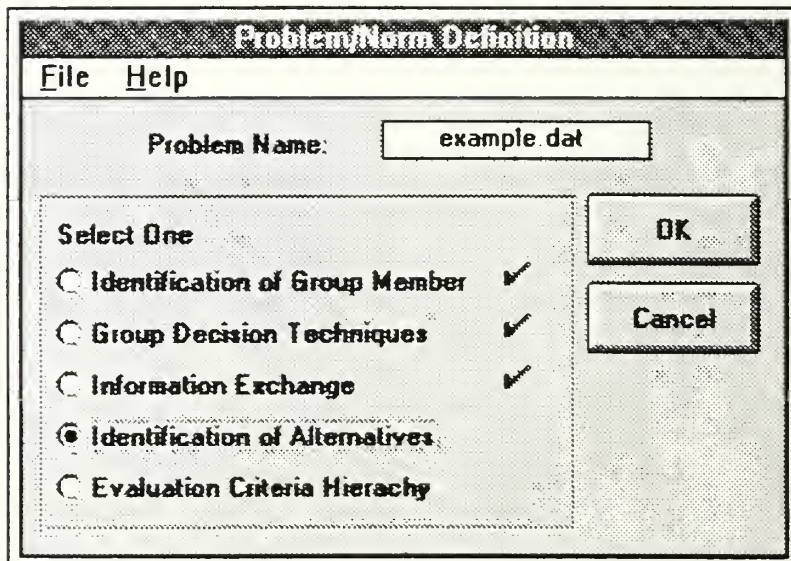 Problem/Norm Definition
File Help
Problem Name: example.dat
Select One
Identification of Group Member
Group Decision Techniques
Information Exchange
Identification of Alternatives
Evaluation Criteria Hierachy
OK
Cancel